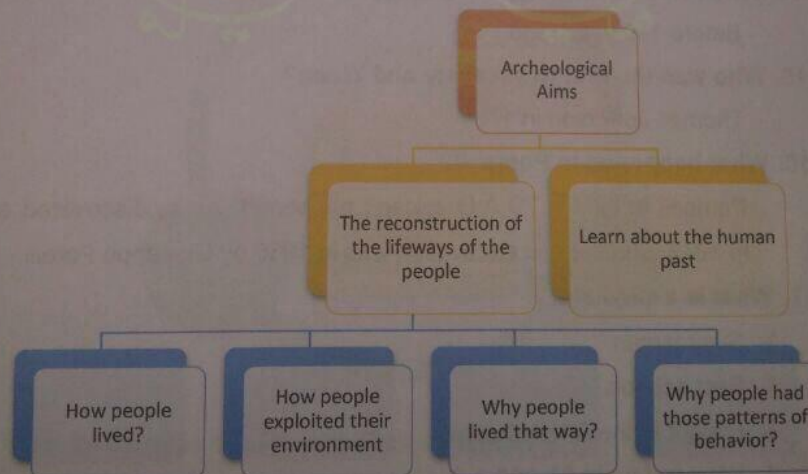 Archeological
Aims
The reconstruction of
the lifeways of the
people
Learn about the human
past
How people
lived?
How people
exploited their
environment
Why people
lived that way?
Why people had
those patterns of
behavior?